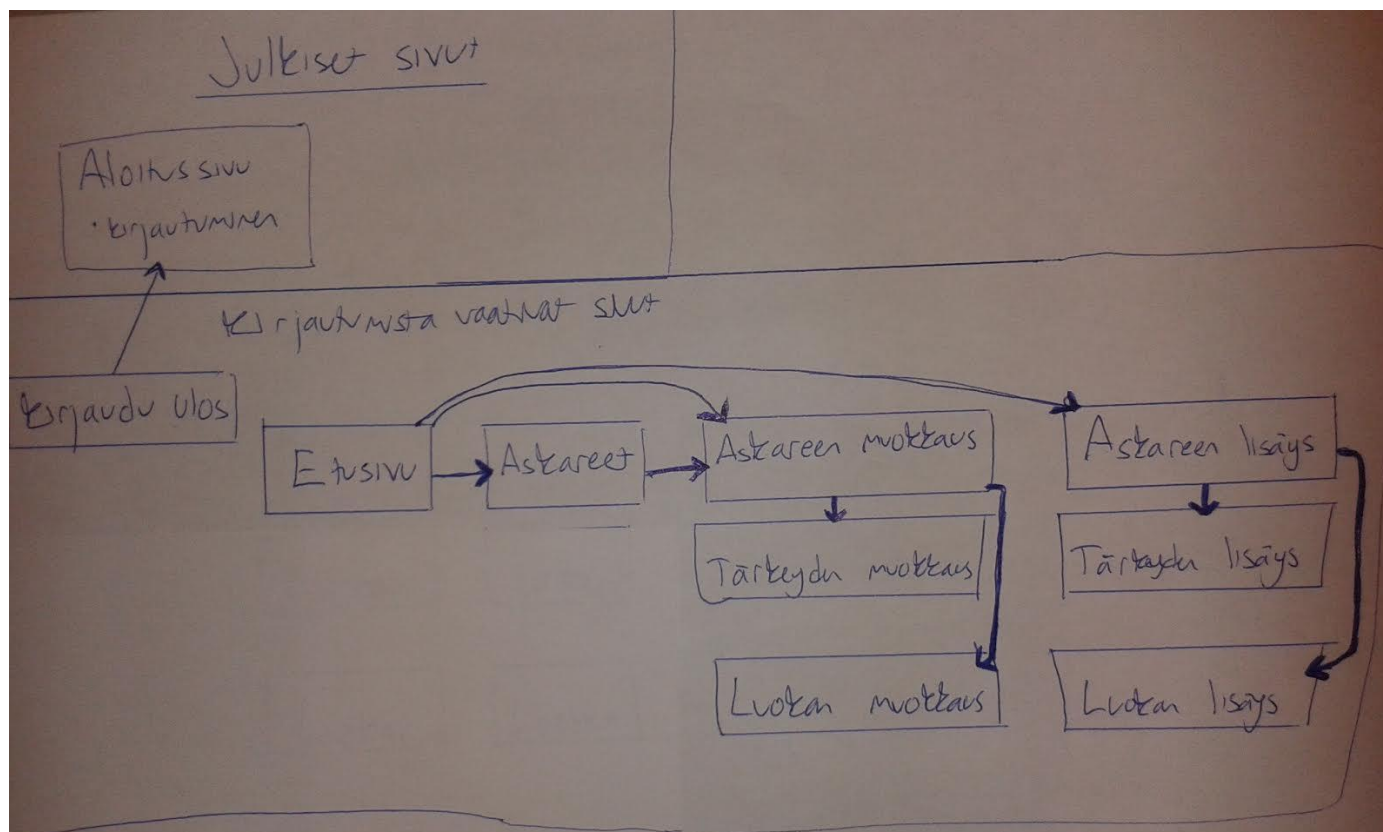 Julkiset sivut
Aloitussivu
• kirjautuminen
Kirjautumista vaativat sivut
Kirjaudu ulos
Etusivu
Askareet
Askareen muokkaus
Askareen lisäys
Tärkeyden muokkaus
Tärkeyden lisäys
Luokan muokkaus
Luokan lisäys